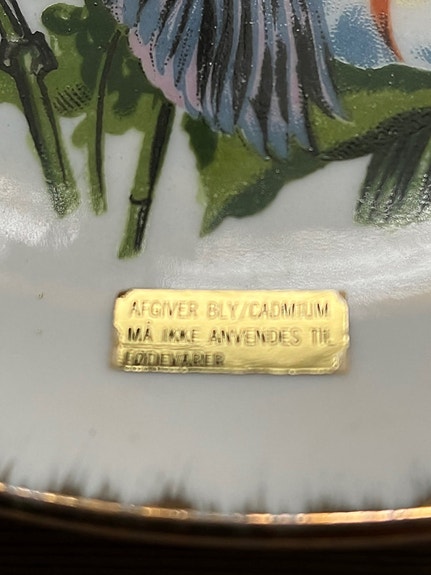 AFGIVER BLY/CADMIUM
MÅ IKKE ANVENDES TIL
FØDEVARER